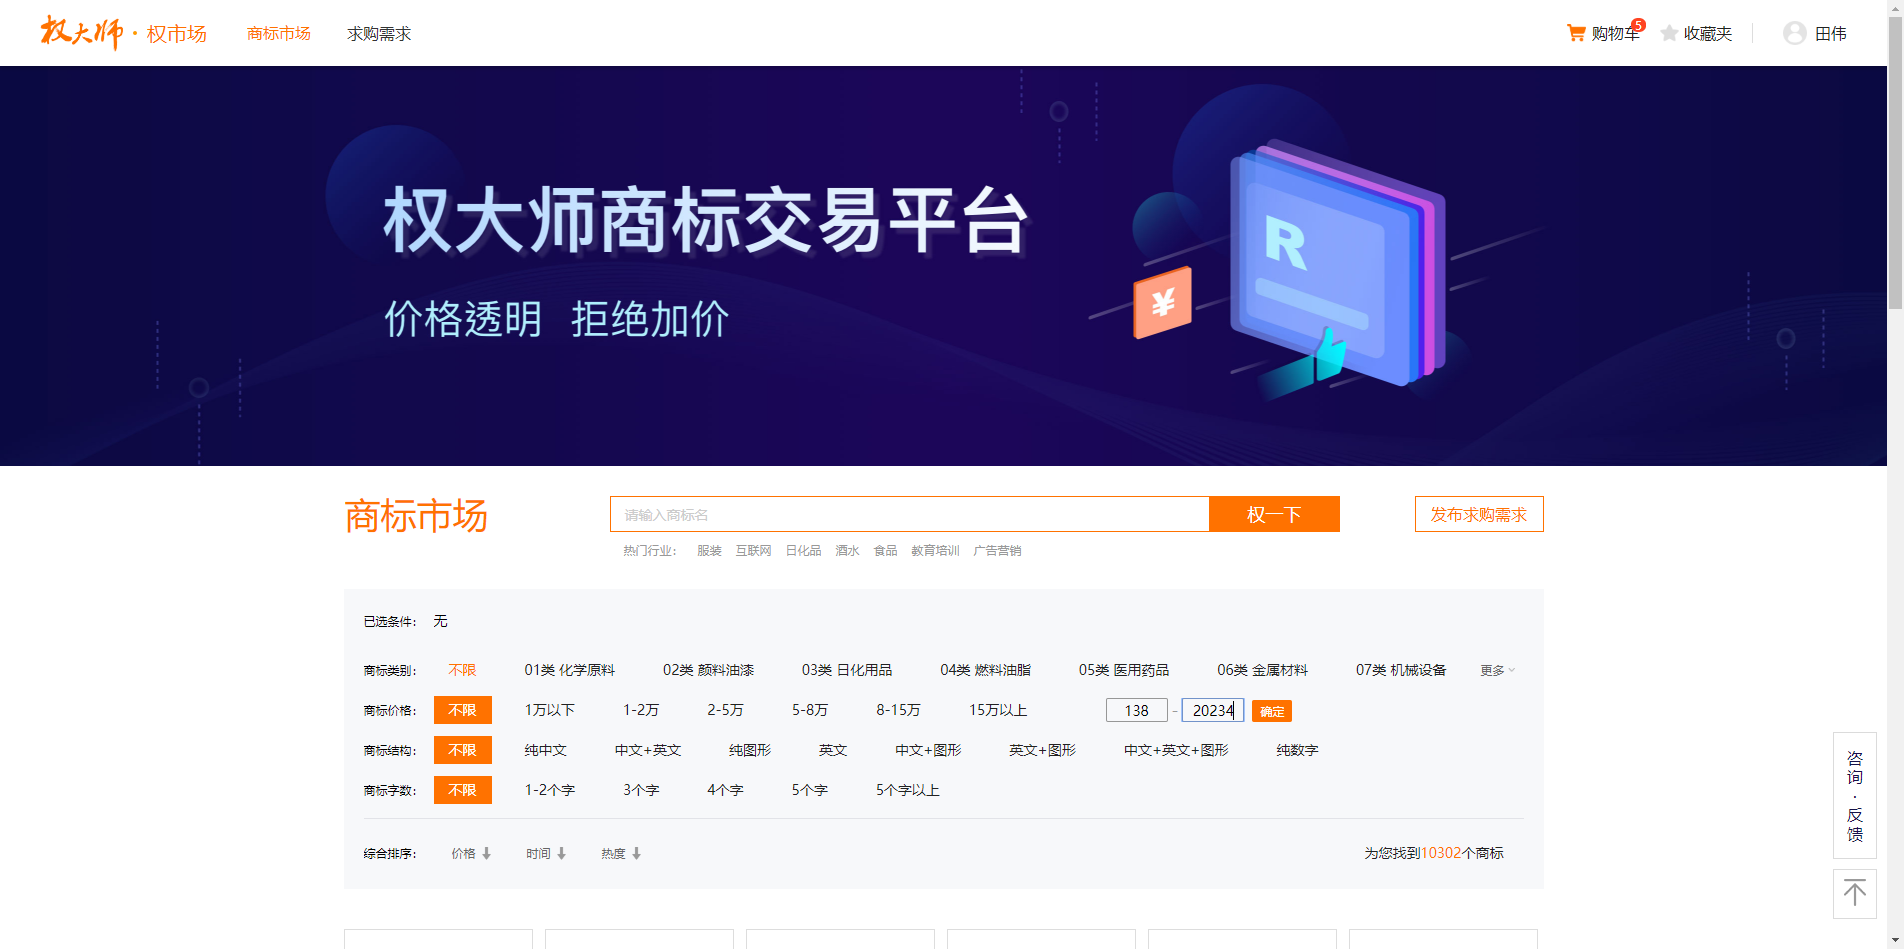 权大师·权市场 商标市场 求购需求 购物车 5 收藏夹 田伟
权大师商标交易平台
价格透明 拒绝加价
R
¥
商标市场 请输入商标名 权一下 发布求购需求
热门行业: 服装 互联网 日化品 酒水 食品 教育培训 广告营销
已选条件: 无
商标类别: 不限 01类 化学原料 02类 颜料油漆 03类 日化用品 04类 燃料油脂 05类 医用药品 06类 金属材料 07类 机械设备 更多
商标价格: 不限 1万以下 1-2万 2-5万 5-8万 8-15万 15万以上 138 - 20234 确定
商标结构: 不限 纯中文 中文+英文 纯图形 英文 中文+图形 英文+图形 中文+英文+图形 纯数字
商标字数: 不限 1-2个字 3个字 4个字 5个字 5个字以上
综合排序: 价格 时间 热度 为您找到10302个商标
咨询·反馈